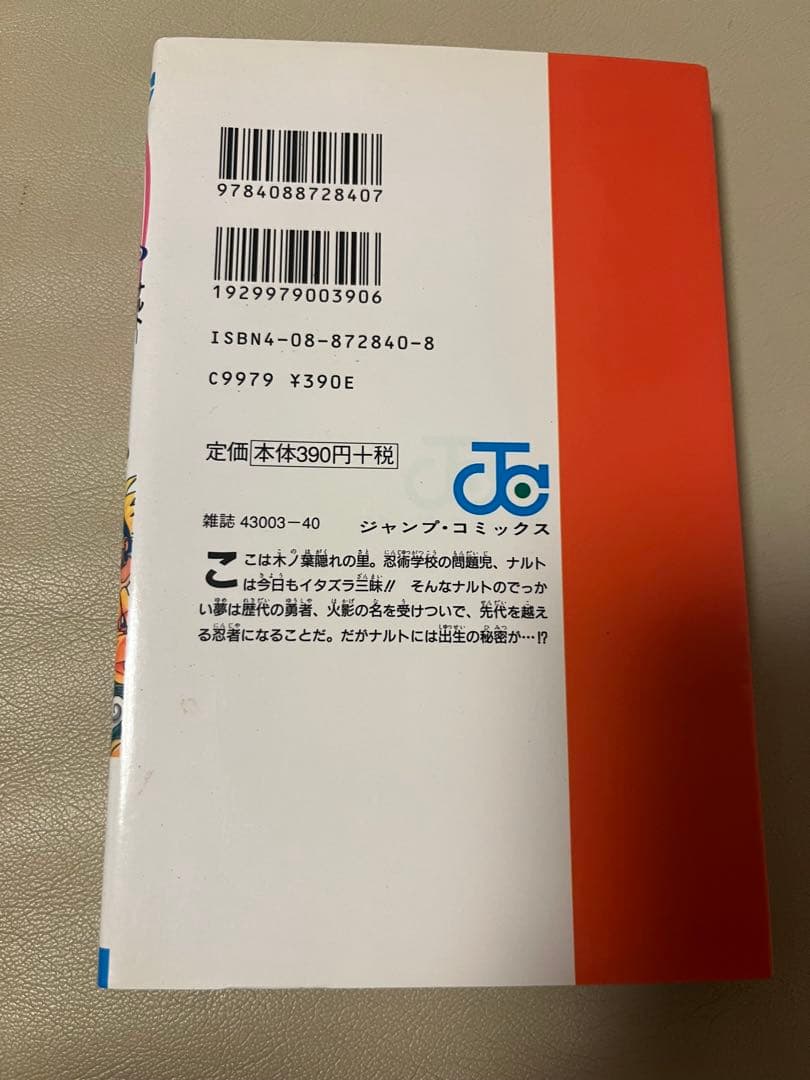 9784088728407
1929979003906
ISBN4-08-872840-8
C9979 ¥390E
定価 本体390円+税
雑誌 43003-40
ジャンプ・コミックス
ここは木ノ葉隠れの里。忍術学校の問題児、ナルト
は今日もイタズラ三昧!! そんなナルトのでっか
い夢は歴代の勇者、火影の名を受けついで、先代を越え
る忍者になることだ。だがナルトには出生の秘密が…!?